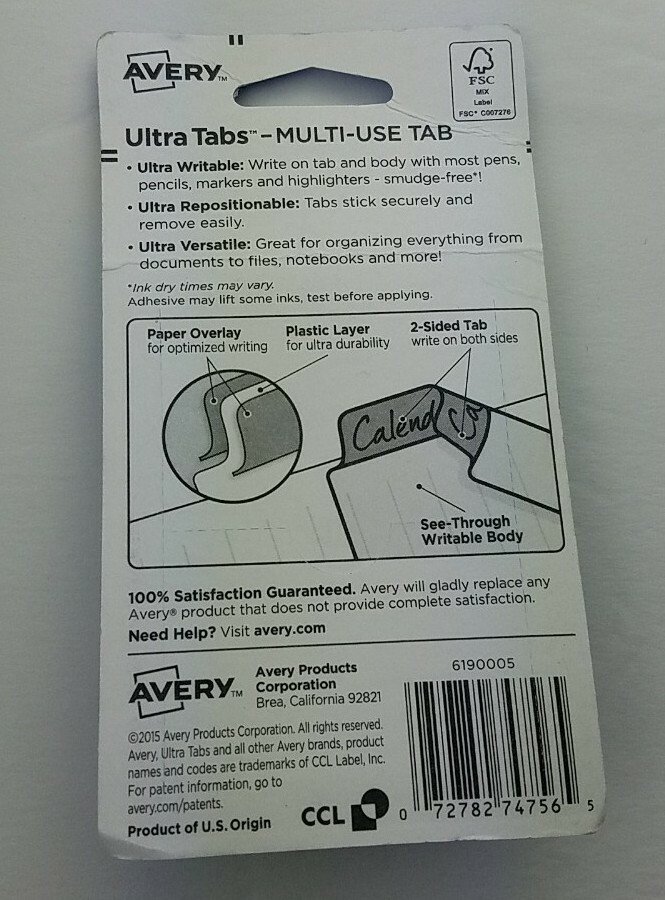 AVERY™
FSC
MIX
Label
FSC® C007276
Ultra Tabs™ – MULTI-USE TAB
• Ultra Writable: Write on tab and body with most pens,
pencils, markers and highlighters - smudge-free*!
• Ultra Repositionable: Tabs stick securely and
remove easily.
• Ultra Versatile: Great for organizing everything from
documents to files, notebooks and more!
*Ink dry times may vary.
Adhesive may lift some inks, test before applying.
Paper Overlay
for optimized writing
Plastic Layer
for ultra durability
2-Sided Tab
write on both sides
Calend
See-Through
Writable Body
100% Satisfaction Guaranteed. Avery will gladly replace any
Avery® product that does not provide complete satisfaction.
Need Help? Visit avery.com
AVERY™
Avery Products
Corporation
Brea, California 92821
©2015 Avery Products Corporation. All rights reserved.
Avery, Ultra Tabs and all other Avery brands, product
names and codes are trademarks of CCL Label, Inc.
For patent information, go to
avery.com/patents.
Product of U.S. Origin
CCL
6190005
0 72782 74756 5